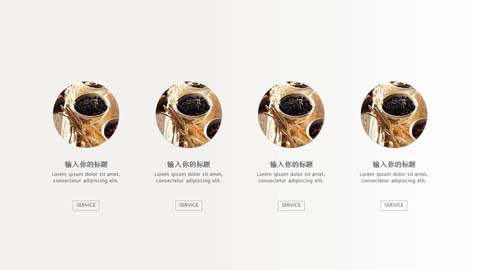 输入你的标题
Lorem ipsum dolor sit amet,
consectetur adipiscing elit.
SERVICE
输入你的标题
Lorem ipsum dolor sit amet,
consectetur adipiscing elit.
SERVICE
输入你的标题
Lorem ipsum dolor sit amet,
consectetur adipiscing elit.
SERVICE
输入你的标题
Lorem ipsum dolor sit amet,
consectetur adipiscing elit.
SERVICE